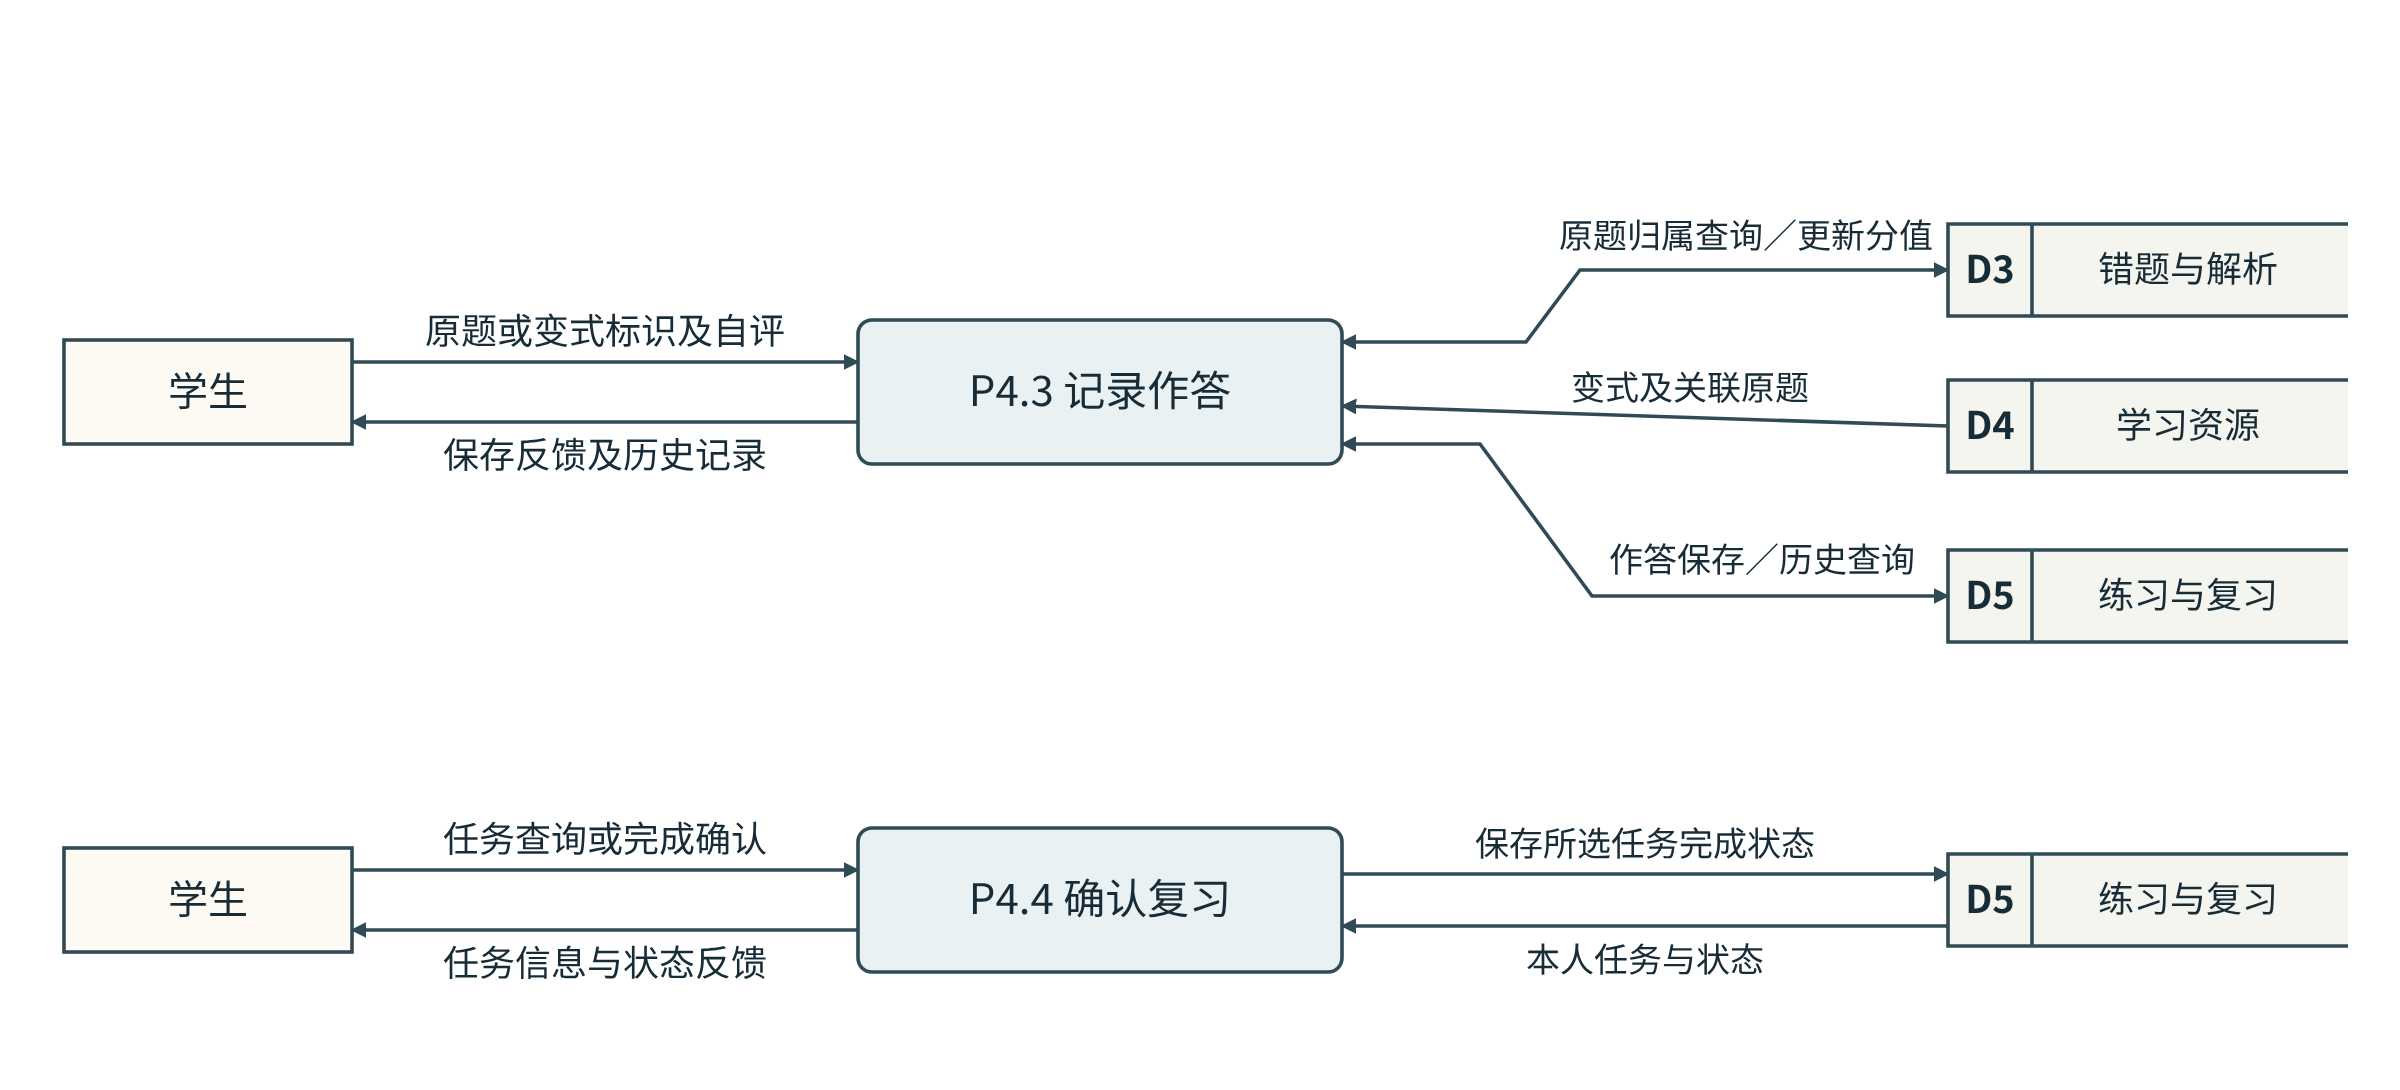 原题归属查询／更新分值
D3 错题与解析
原题或变式标识及自评
学生
P4.3 记录作答
变式及关联原题
D4 学习资源
保存反馈及历史记录
作答保存／历史查询
D5 练习与复习
任务查询或完成确认
保存所选任务完成状态
学生
P4.4 确认复习
D5 练习与复习
任务信息与状态反馈
本人任务与状态